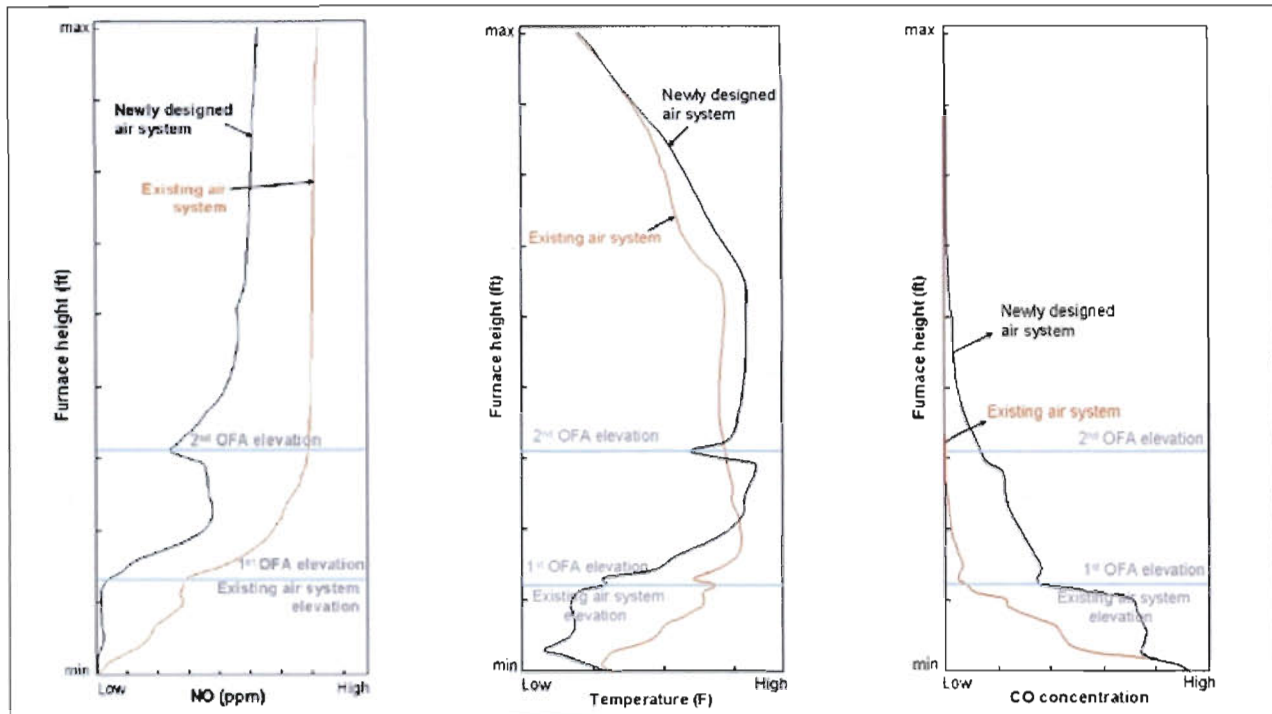 max
Newly designed
air system
Existing air
system
Furnace height (ft)
2nd OFA elevation
1st OFA elevation
Existing air system
elevation
min
Low
NO (ppm)
High
max
Newly designed
air system
Existing air system
Furnace height (ft)
2nd OFA elevation
1st OFA elevation
Existing air system
elevation
min
Low
Temperature (F)
High
max
Newly designed
air system
Furnace height (ft)
Existing air system
2nd OFA elevation
1st OFA elevation
Existing air system
elevation
min
Low
CO concentration
High